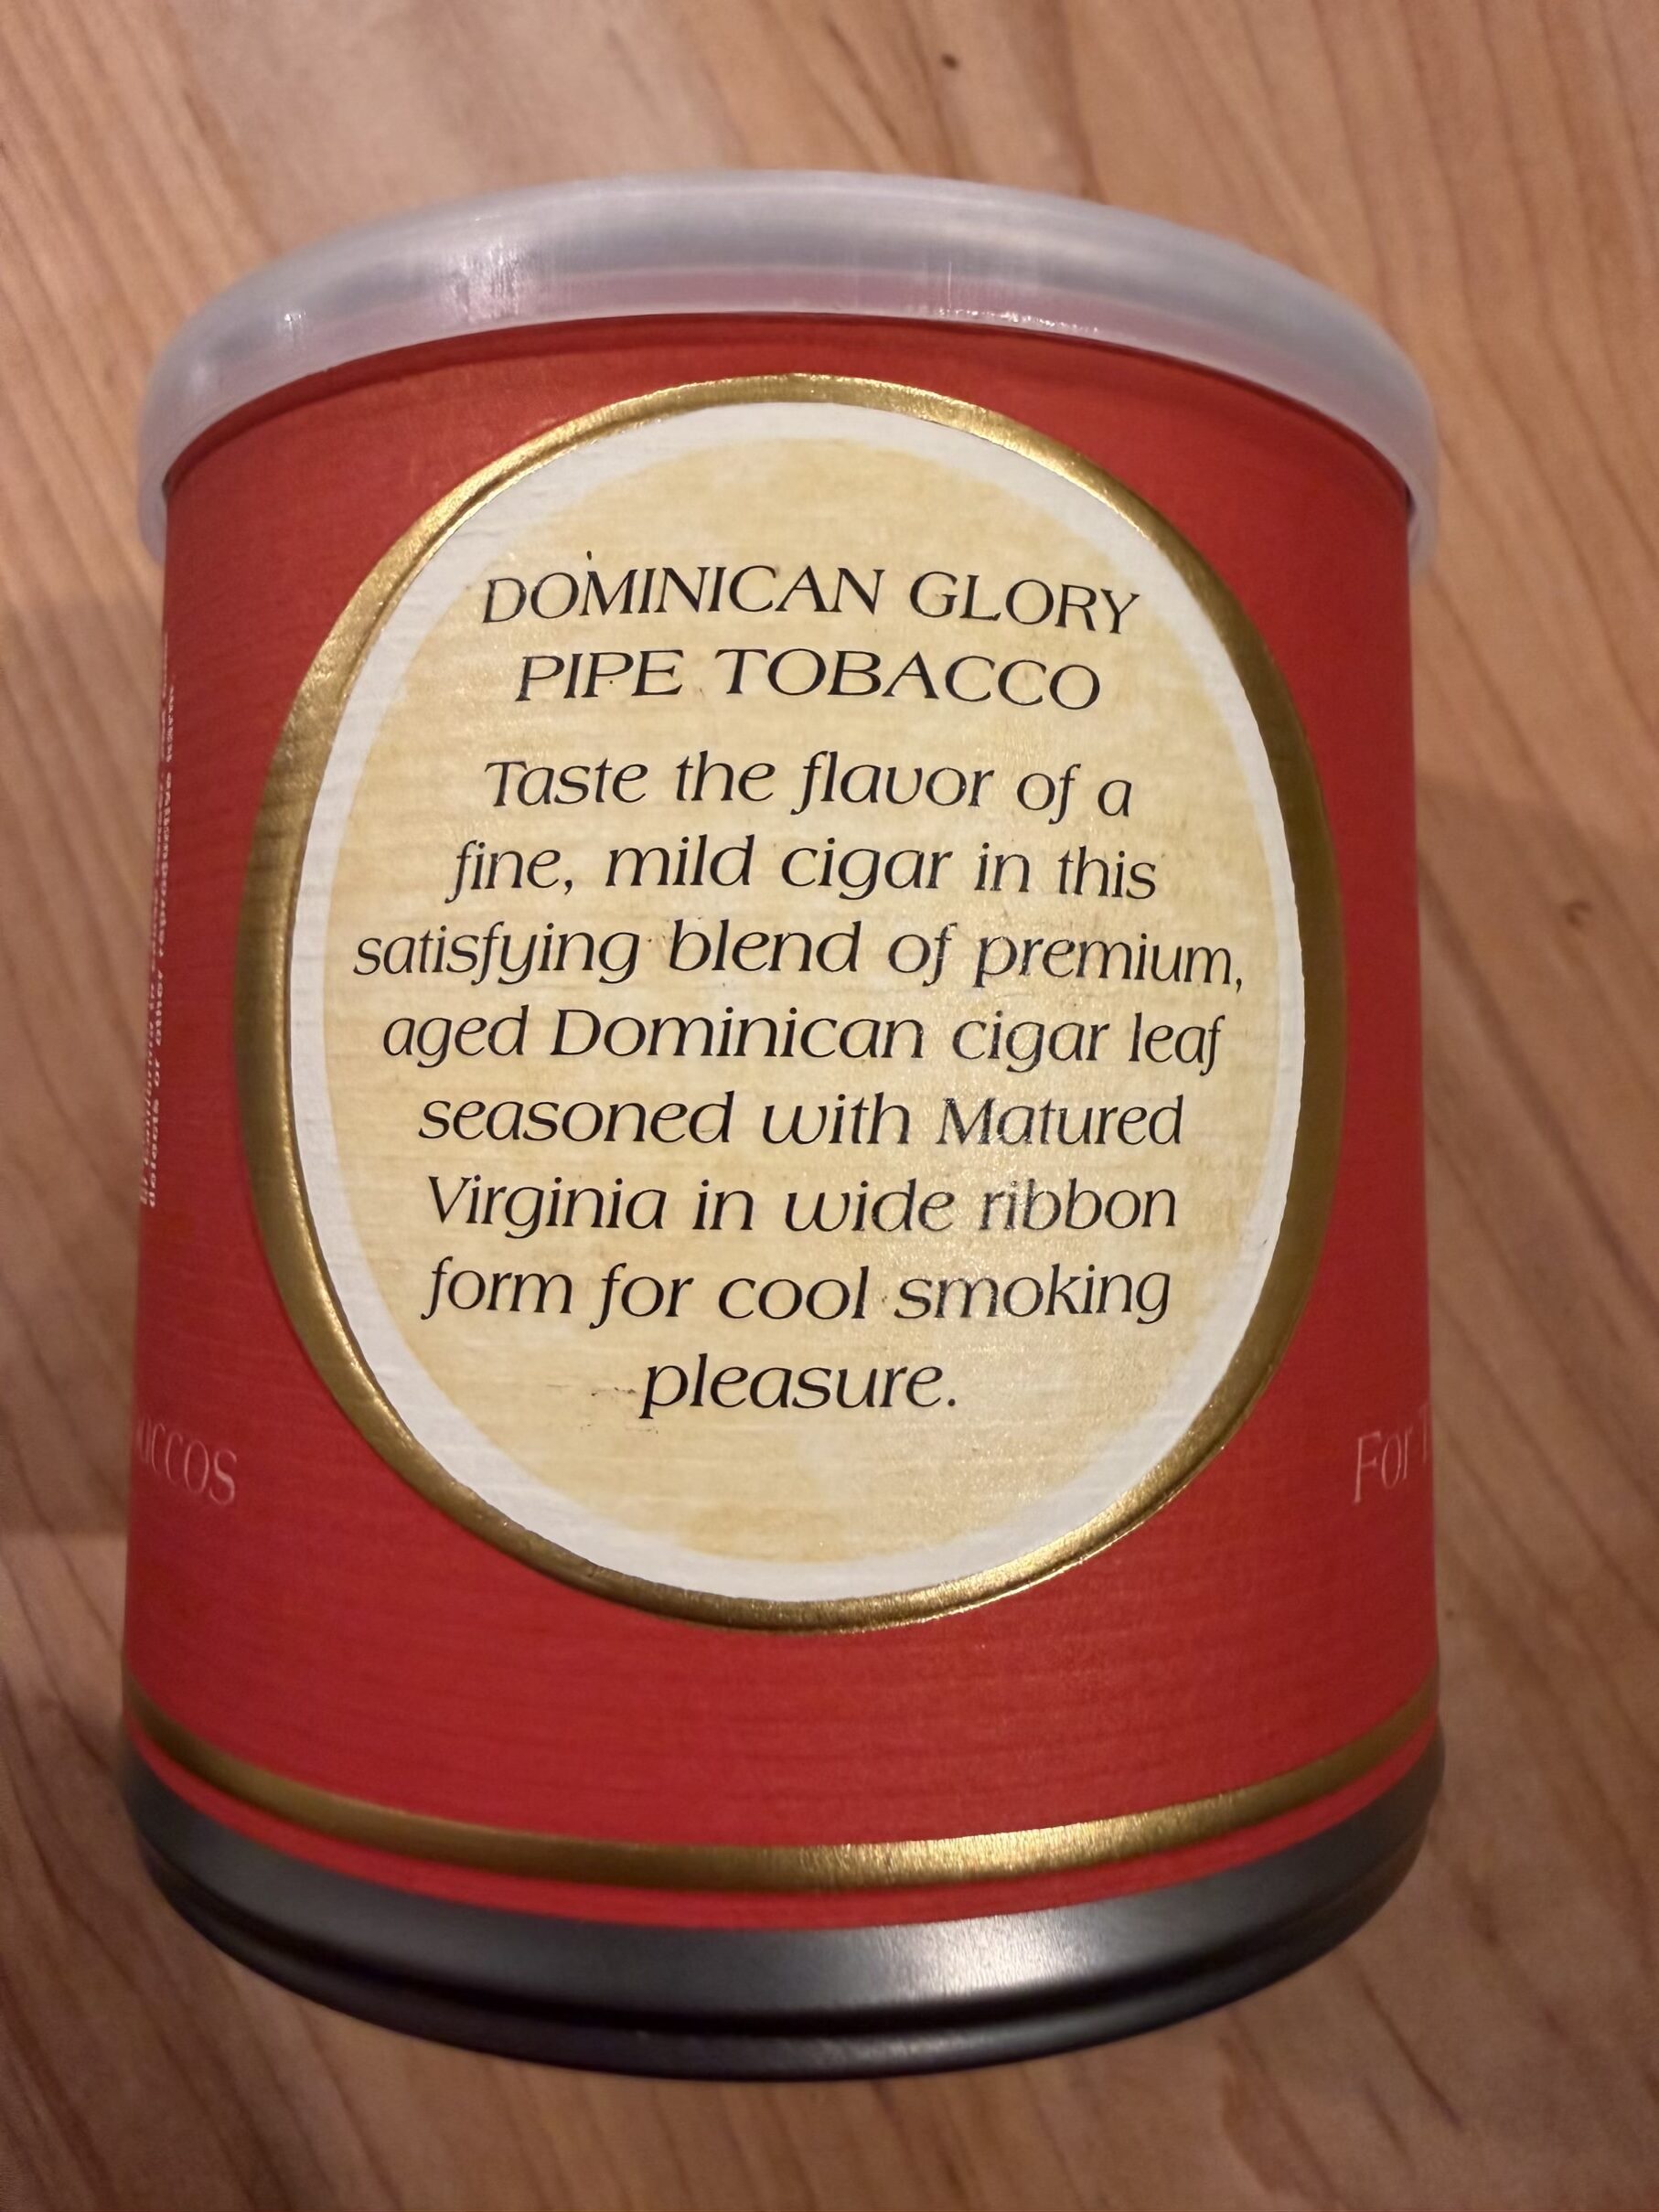 DOMINICAN GLORY
PIPE TOBACCO
Taste the flavor of a
fine, mild cigar in this
satisfying blend of premium,
aged Dominican cigar leaf
seasoned with Matured
Virginia in wide ribbon
form for cool smoking
pleasure.
For